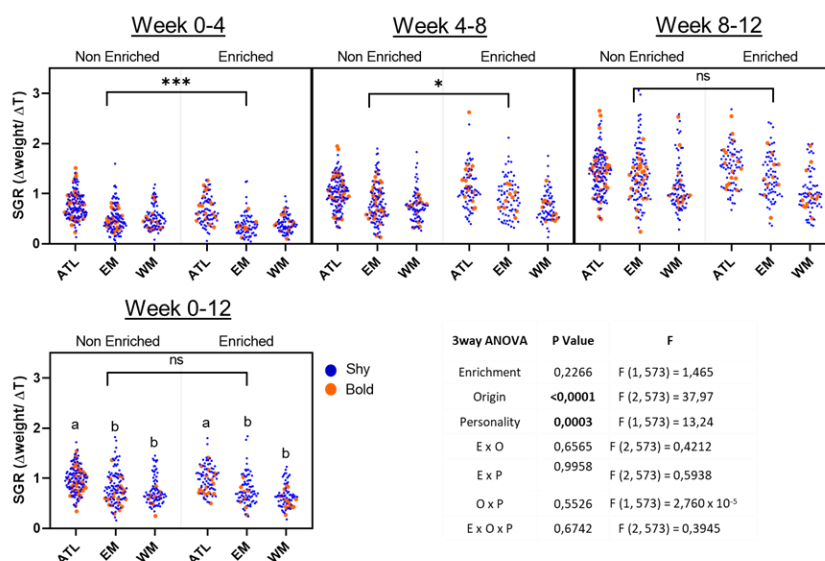 Week 0-4
Week 4-8
Week 8-12
Non Enriched Enriched
Non Enriched Enriched
Non Enriched Enriched
***
*
ns
SGR (Δweight/ ΔT)
3
2
1
0
ATL EM WM ATL EM WM
ATL EM WM ATL EM WM
ATL EM WM ATL EM WM
Week 0-12
Non Enriched Enriched
ns
SGR (Δweight/ ΔT)
3
2
1
0
a b b a b b
ATL EM WM ATL EM WM
Shy
Bold
3way ANOVA P Value F
Enrichment 0,2266 F (1, 573) = 1,465
Origin <0,0001 F (2, 573) = 37,97
Personality 0,0003 F (1, 573) = 13,24
E x O 0,6565 F (2, 573) = 0,4212
E x P 0,9958 F (2, 573) = 0,5938
O x P 0,5526 F (1, 573) = 2,760 x 10⁻⁵
E x O x P 0,6742 F (2, 573) = 0,3945